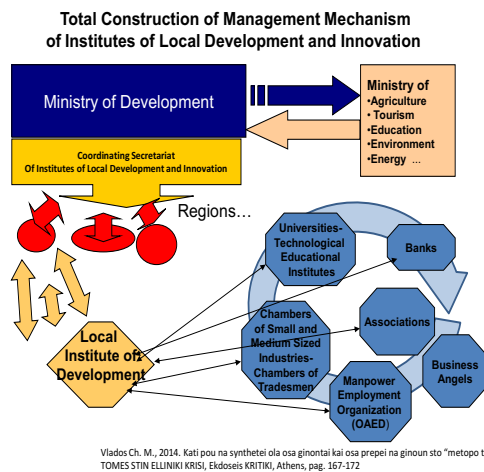 Total Construction of Management Mechanism
of Institutes of Local Development and Innovation
Ministry of Development
Ministry of
•Agriculture
• Tourism
•Education
•Environment
•Energy ...
Coordinating Secretariat
Of Institutes of Local Development and Innovation
Regions...
Universities-
Technological
Educational
Institutes
Banks
Chambers
of Small and
Medium Sized
Industries-
Chambers of
Tradesmen
Associations
Local
Institute of
Development
Business
Angels
Manpower
Employment
Organization
(OAED)
Vlados Ch. M., 2014. Kati pou na synthetei ola osa ginontai kai osa prepei na ginoun sto “metopo t
TOMES STIN ELLINIKI KRISI, Ekdoseis KRITIKI, Athens, pag. 167-172